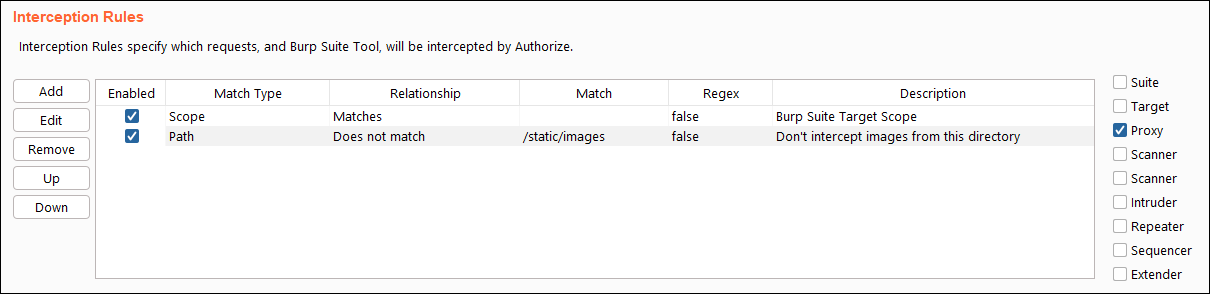 Interception Rules
Interception Rules specify which requests, and Burp Suite Tool, will be intercepted by Authorize.
Add
Edit
Remove
Up
Down
Enabled Match Type Relationship Match Regex Description
Scope Matches false Burp Suite Target Scope
Path Does not match /static/images false Don't intercept images from this directory
Suite
Target
Proxy
Scanner
Scanner
Intruder
Repeater
Sequencer
Extender